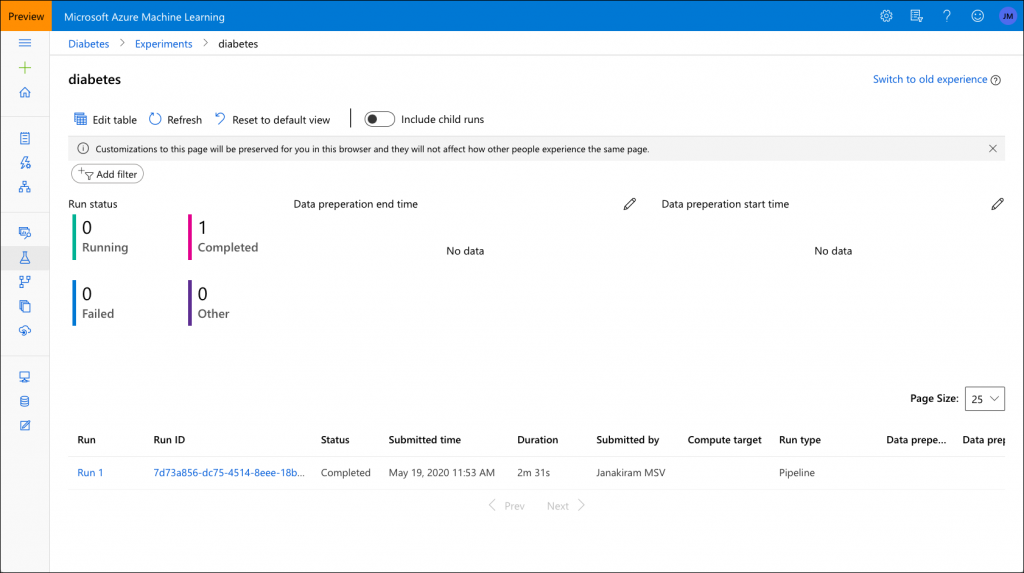 Preview
Microsoft Azure Machine Learning
JM
Diabetes > Experiments > diabetes
diabetes
Switch to old experience
Edit table Refresh Reset to default view Include child runs
Customizations to this page will be preserved for you in this browser and they will not affect how other people experience the same page.
Add filter
Run status
0
Running
1
Completed
0
Failed
0
Other
Data preperation end time
No data
Data preperation start time
No data
Page Size: 25
Run Run ID Status Submitted time Duration Submitted by Compute target Run type Data prepe... Data prep
Run 1 7d73a856-dc75-4514-8eee-18b... Completed May 19, 2020 11:53 AM 2m 31s Janakiram MSV Pipeline
Prev Next